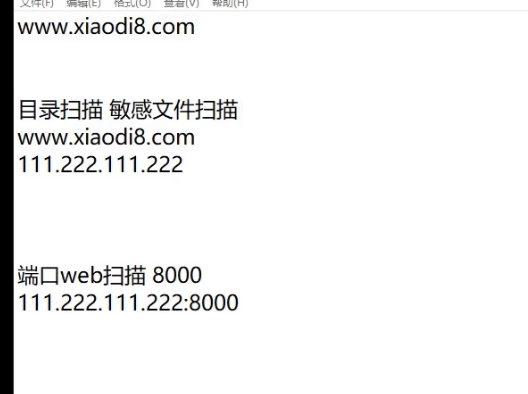 文件(F) 编辑(E) 格式(O) 查看(V) 帮助(H)
www.xiaodi8.com
目录扫描 敏感文件扫描
www.xiaodi8.com
111.222.111.222
端口web扫描 8000
111.222.111.222:8000